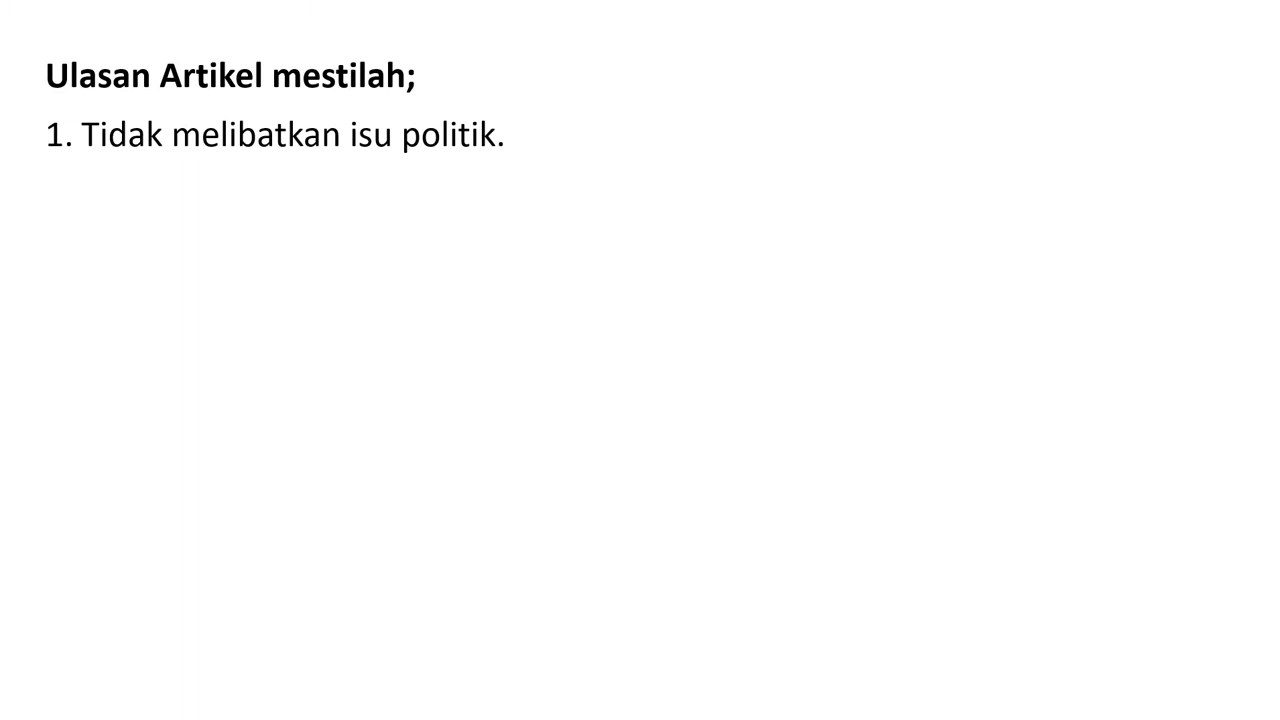 Ulasan Artikel mestilah;
1. Tidak melibatkan isu politik.